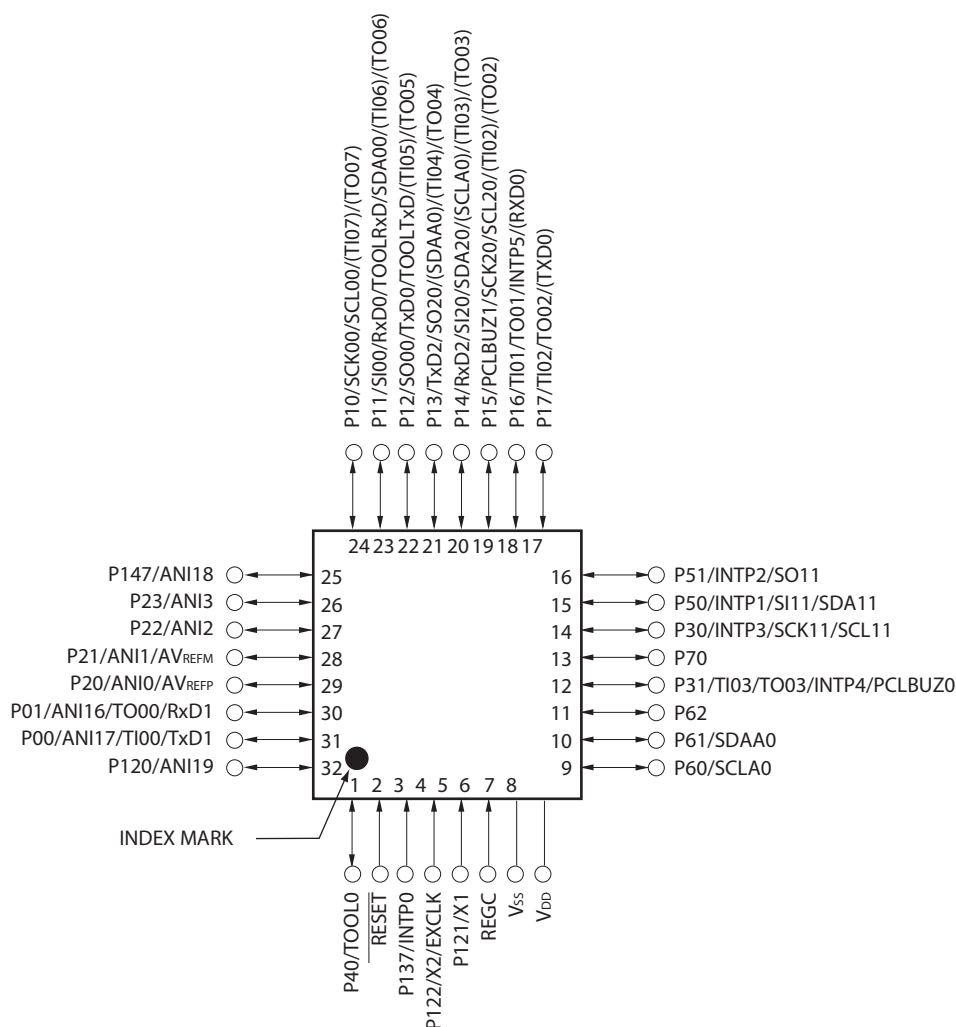 P10/SCK00/SCL00/(TI07)/(TO07)
P11/SI00/RxD0/TOOLRxD/SDA00/(TI06)/(TO06)
P12/SO00/TxD0/TOOLTxD/(TI05)/(TO05)
P13/TxD2/SO20/(SDAA0)/(TI04)/(TO04)
P14/RxD2/SI20/SDA20/(SCLA0)/(TI03)/(TO03)
P15/PCLBUZ1/SCK20/SCL20/(TI02)/(TO02)
P16/TI01/TO01/INTP5/(RXD0)
P17/TI02/TO02/(TXD0)
24 23 22 21 20 19 18 17
P147/ANI18 25
P23/ANI3 26
P22/ANI2 27
P21/ANI1/AVREFM 28
P20/ANI0/AVREFP 29
P01/ANI16/TO00/RxD1 30
P00/ANI17/TI00/TxD1 31
P120/ANI19 32
16 P51/INTP2/SO11
15 P50/INTP1/SI11/SDA11
14 P30/INTP3/SCK11/SCL11
13 P70
12 P31/TI03/TO03/INTP4/PCLBUZ0
11 P62
10 P61/SDAA0
9 P60/SCLA0
1 2 3 4 5 6 7 8
INDEX MARK
P40/TOOL0
RESET
P137/INTP0
P122/X2/EXCLK
P121/X1
REGC
VSS
VDD